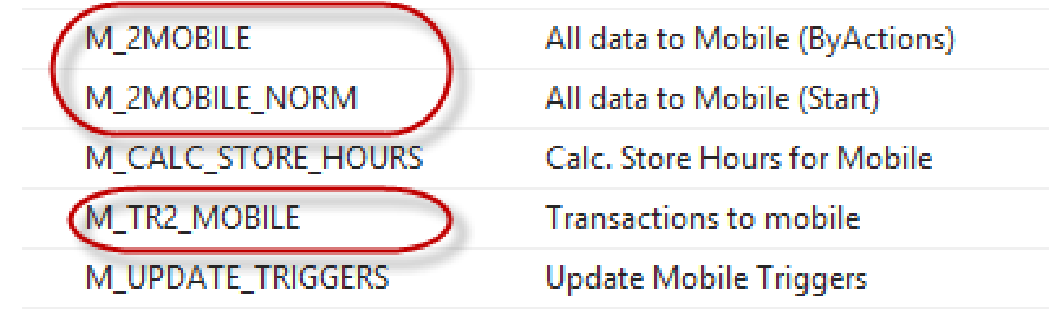 M_2MOBILE All data to Mobile (ByActions)
M_2MOBILE_NORM All data to Mobile (Start)
M_CALC_STORE_HOURS Calc. Store Hours for Mobile
M_TR2_MOBILE Transactions to mobile
M_UPDATE_TRIGGERS Update Mobile Triggers